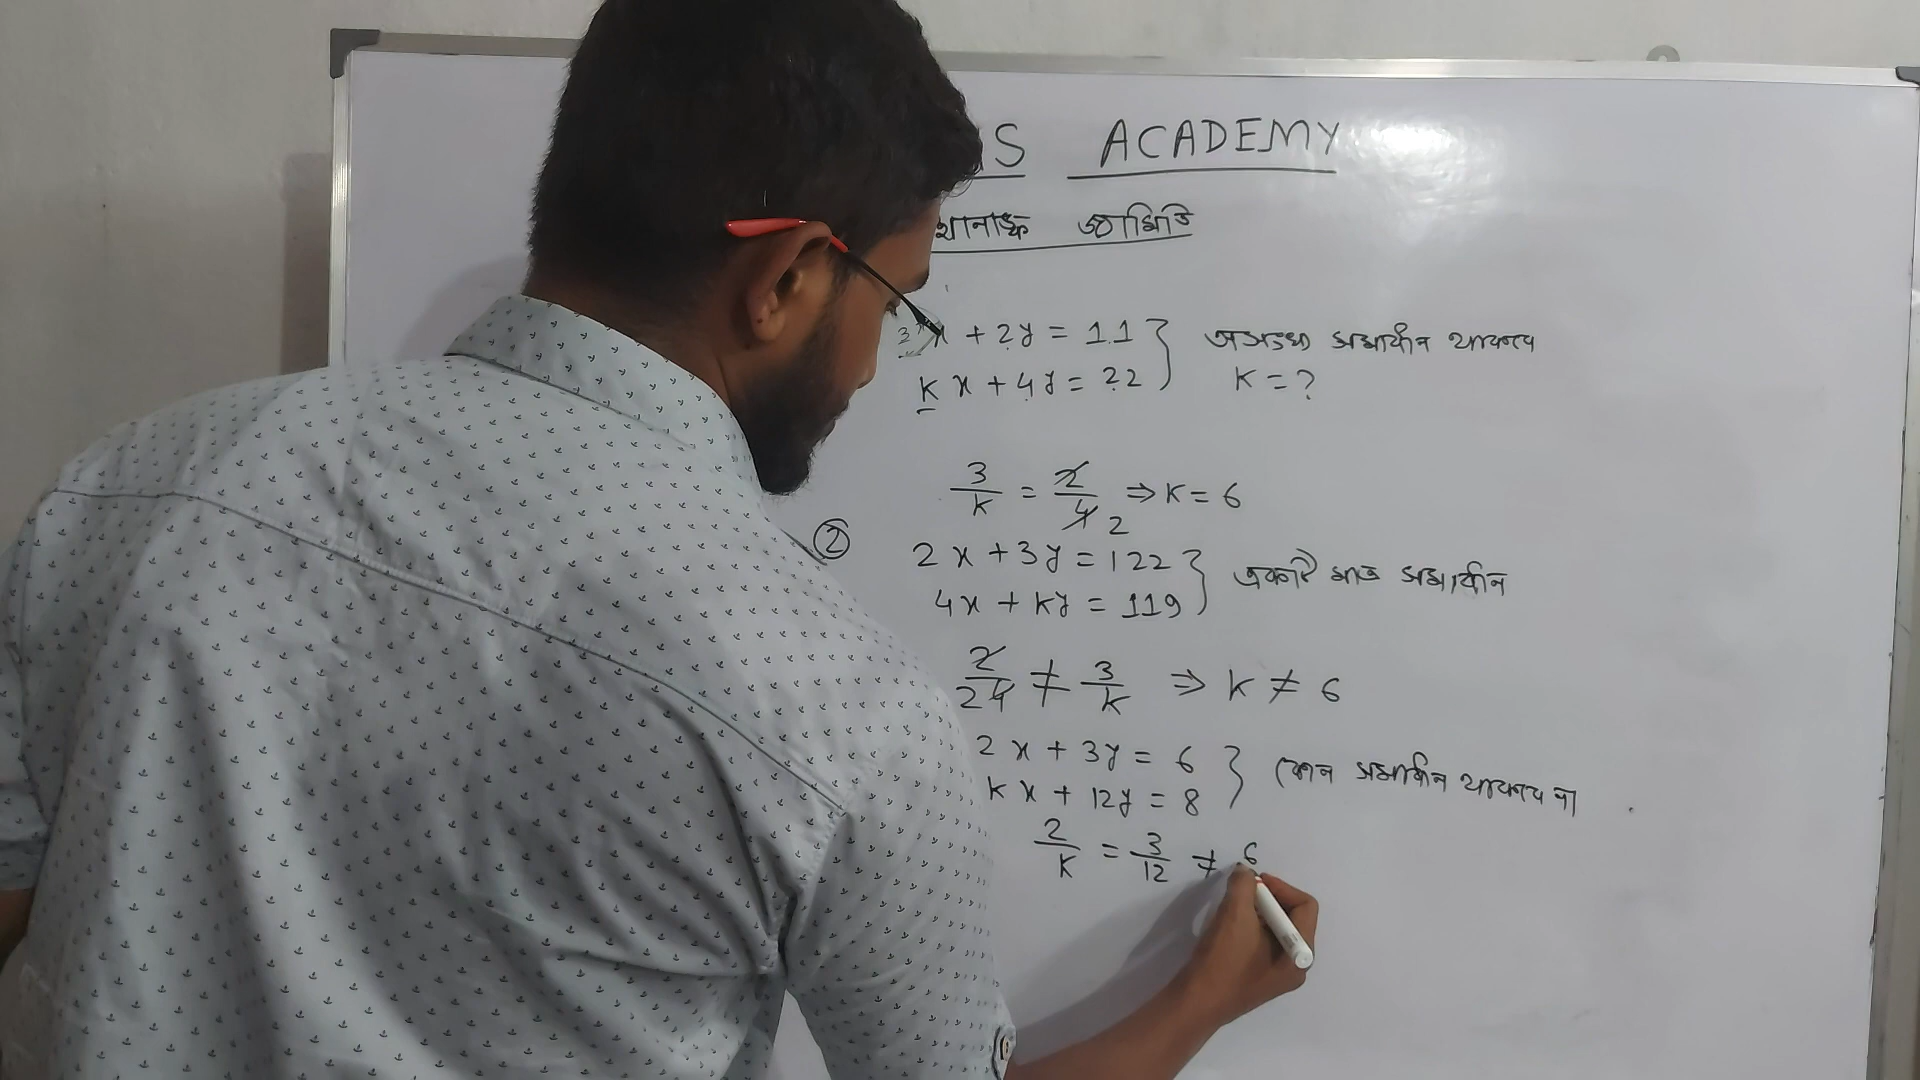 S ACADEMY
স্থানাঙ্ক জ্যামিতি
3x + 2y = 11 } অসংখ্য সমাধান থাকলে
kx + 4y = 22 } K = ?
3/k = 2/4 2 ⇒ K = 6
② 2x + 3y = 122 } একটি মাত্র সমাধান
4x + ky = 119 }
2/24 ≠ 3/k ⇒ k ≠ 6
2x + 3y = 6 } কোন সমাধান থাকবে না
kx + 12y = 8 }
2/k = 3/12 ≠ 6